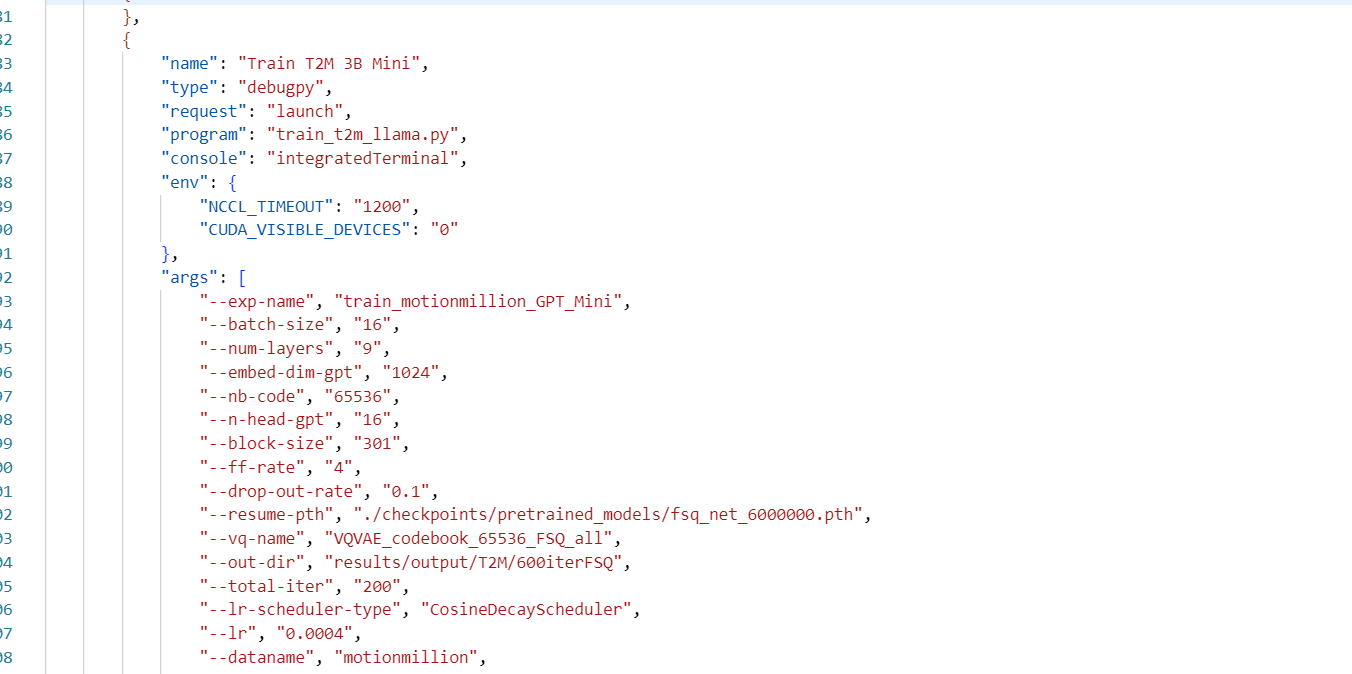 31 },
32 {
33 "name": "Train T2M 3B Mini",
34 "type": "debugpy",
35 "request": "launch",
36 "program": "train_t2m_llama.py",
37 "console": "integratedTerminal",
38 "env": {
39 "NCCL_TIMEOUT": "1200",
90 "CUDA_VISIBLE_DEVICES": "0"
91 },
92 "args": [
93 "--exp-name", "train_motionmillion_GPT_Mini",
94 "--batch-size", "16",
95 "--num-layers", "9",
96 "--embed-dim-gpt", "1024",
97 "--nb-code", "65536",
98 "--n-head-gpt", "16",
99 "--block-size", "301",
00 "--ff-rate", "4",
01 "--drop-out-rate", "0.1",
02 "--resume-pth", "./checkpoints/pretrained_models/fsq_net_6000000.pth",
03 "--vq-name", "VQVAE_codebook_65536_FSQ_all",
04 "--out-dir", "results/output/T2M/600iterFSQ",
05 "--total-iter", "200",
06 "--lr-scheduler-type", "CosineDecayScheduler",
07 "--lr", "0.0004",
08 "--dataname", "motionmillion",